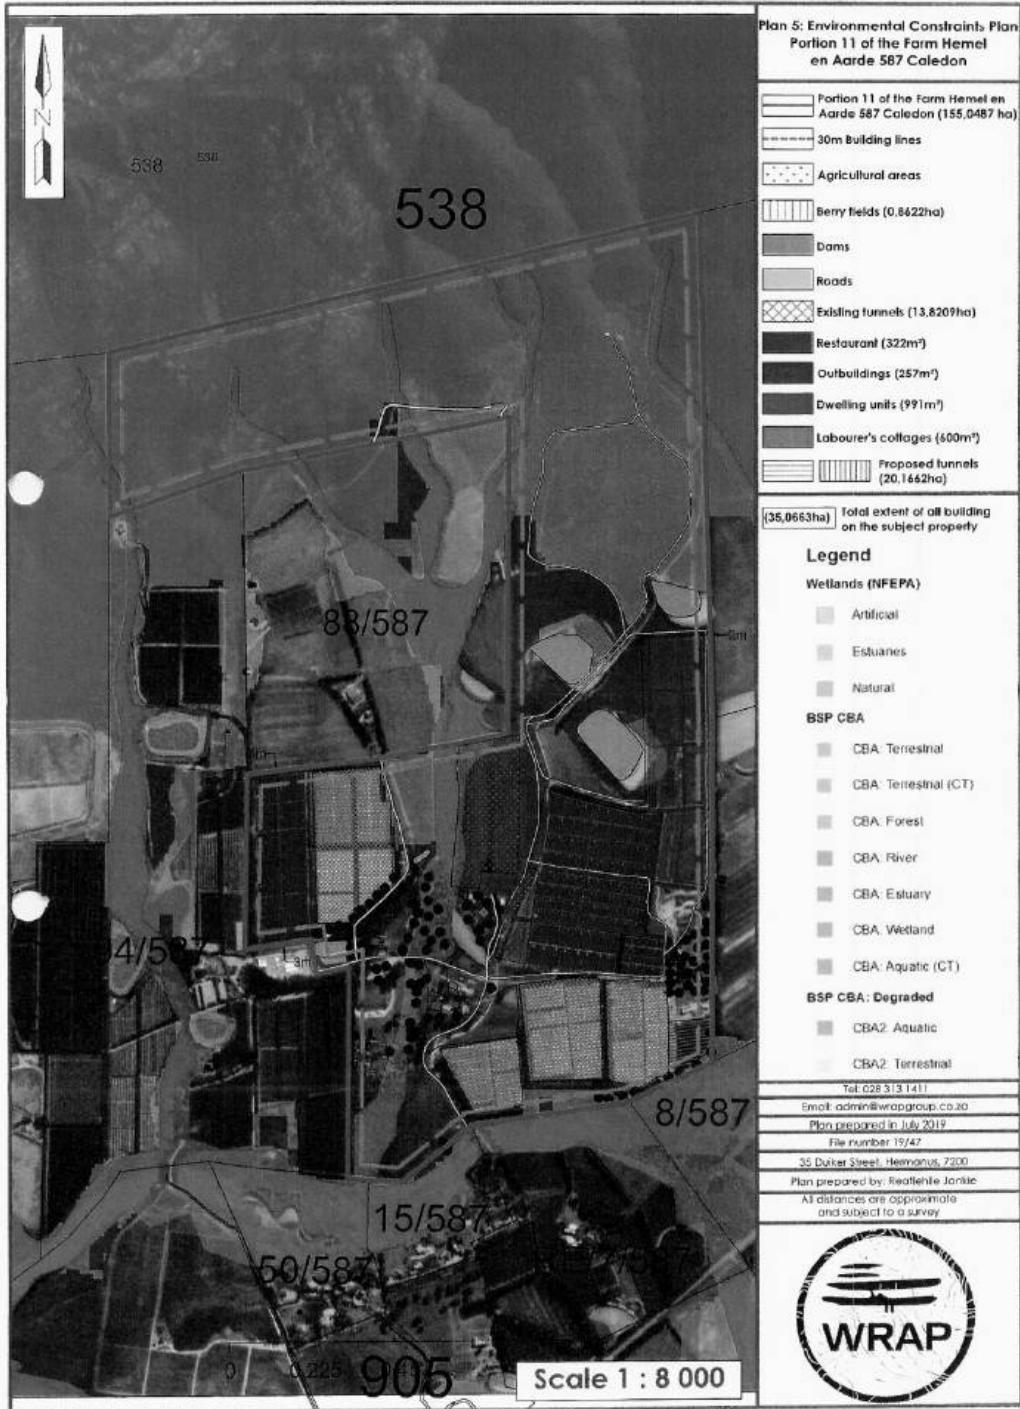 Plan 5: Environmental Constraints Plan
Portion 11 of the Farm Hemel
en Aarde 587 Caledon
N
538
538
538
Portion 11 of the Farm Hemel en
Aarde 587 Caledon (155,0487 ha)
30m Building lines
Agricultural areas
Berry fields (0,8622ha)
Dams
Roads
Existing tunnels (13,8209ha)
Restaurant (322m²)
Outbuildings (257m²)
Dwelling units (991m²)
Labourer's cottages (600m²)
Proposed tunnels
(20,1662ha)
(35,0663ha) Total extent of all building
on the subject property
Legend
Wetlands (NFEPA)
Artificial
Estuaries
Natural
BSP CBA
CBA: Terrestrial
CBA: Terrestrial (CT)
CBA: Forest
CBA: River
CBA: Estuary
CBA: Wetland
CBA: Aquatic (CT)
BSP CBA: Degraded
CBA2: Aquatic
CBA2: Terrestrial
83/587
3m
8/587
15/587
50/587
0
0.225
905
Scale 1 : 8 000
Tel: 028 313 1411
Email: admin@wrapgroup.co.za
Plan prepared in July 2019
File number 19/47
35 Duiker Street, Hermanus, 7200
Plan prepared by: Reatlehile Jankie
All distances are approximate
and subject to a survey
WRAP